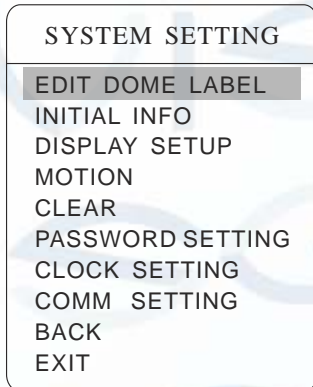 SYSTEM SETTING
EDIT DOME LABEL
INITIAL INFO
DISPLAY SETUP
MOTION
CLEAR
PASSWORD SETTING
CLOCK SETTING
COMM SETTING
BACK
EXIT